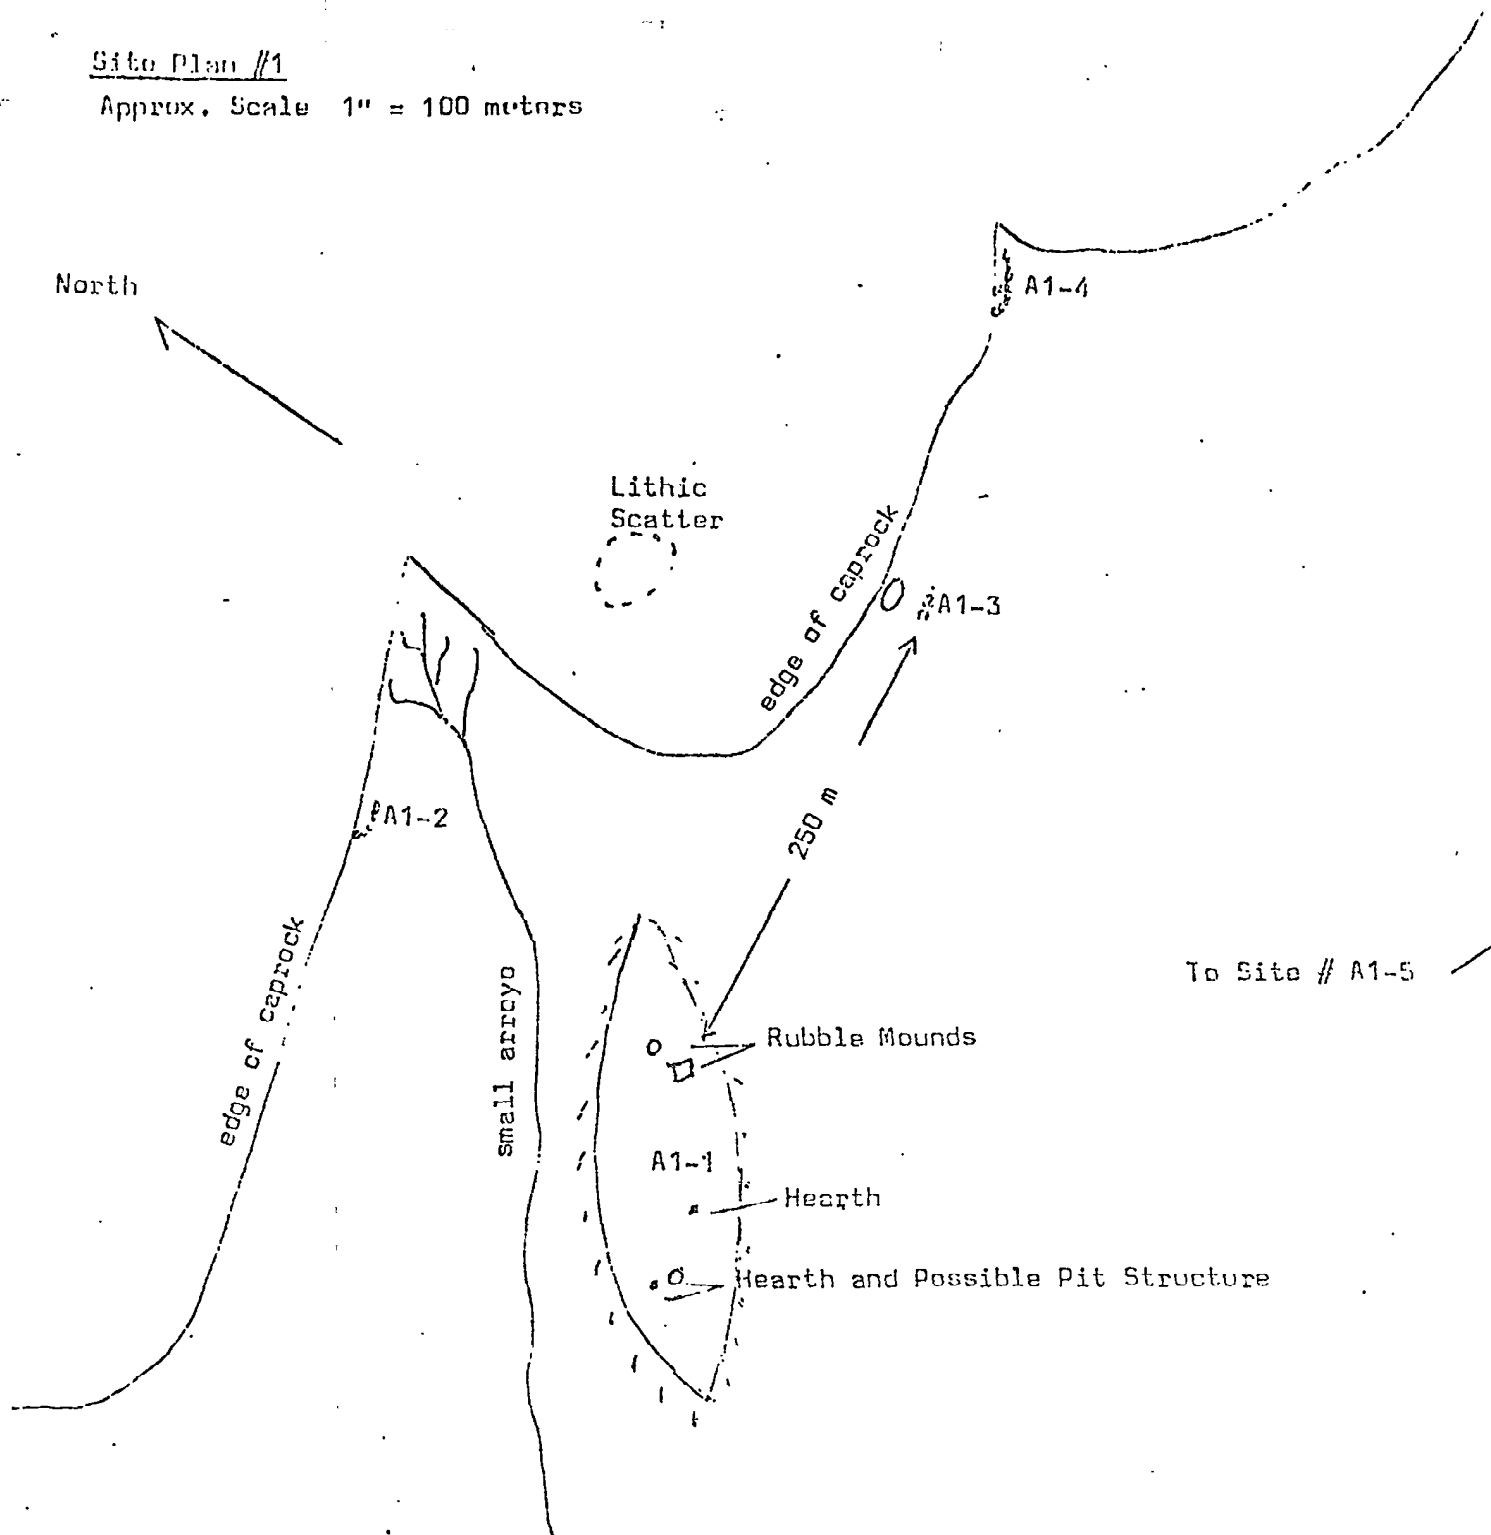 Site Plan #1
Approx. Scale 1" = 100 meters
North
A1-4
Lithic
Scatter
edge of caprock
A1-3
250 m
A1-2
edge of caprock
small arroyo
To Site # A1-5
Rubble Mounds
A1-1
Hearth
Hearth and Possible Pit Structure